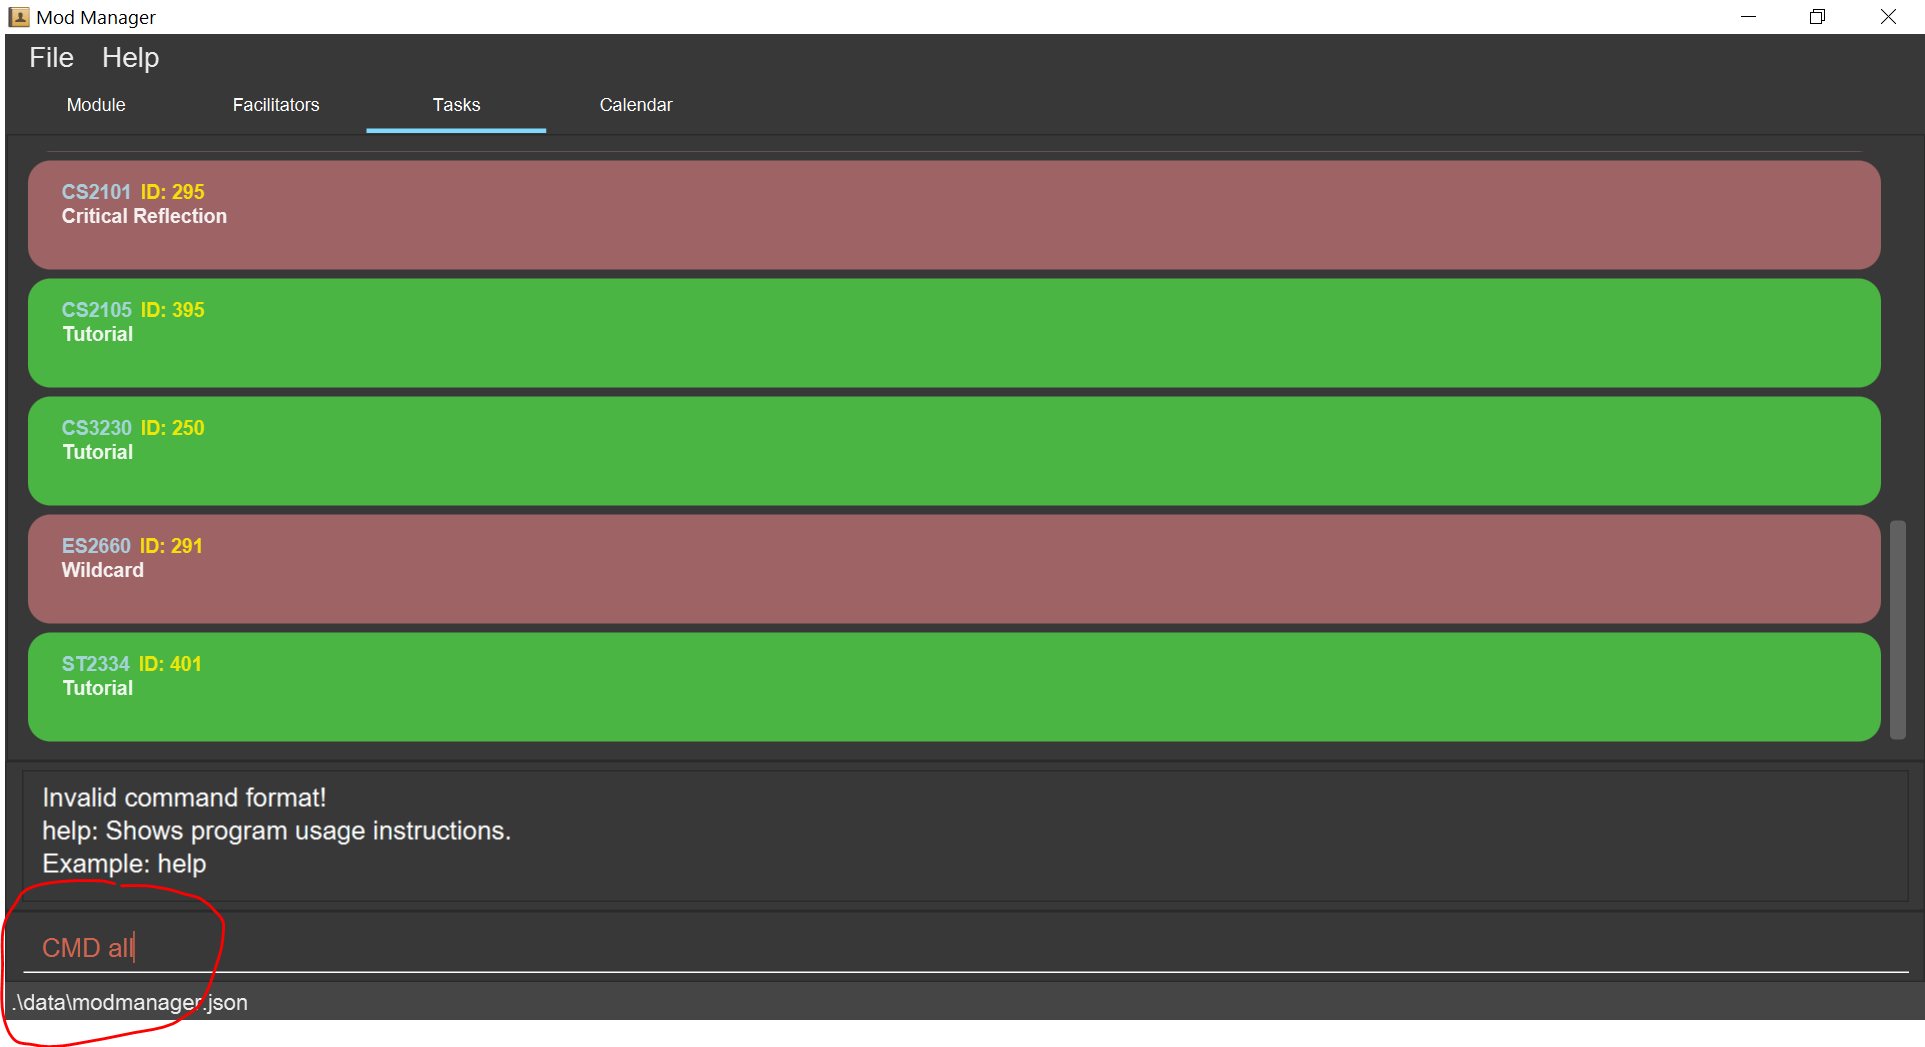 Mod Manager
File Help
Module Facilitators Tasks Calendar
CS2101 ID: 295
Critical Reflection
CS2105 ID: 395
Tutorial
CS3230 ID: 250
Tutorial
ES2660 ID: 291
Wildcard
ST2334 ID: 401
Tutorial
Invalid command format!
help: Shows program usage instructions.
Example: help
CMD all
.\data\modmanager.json